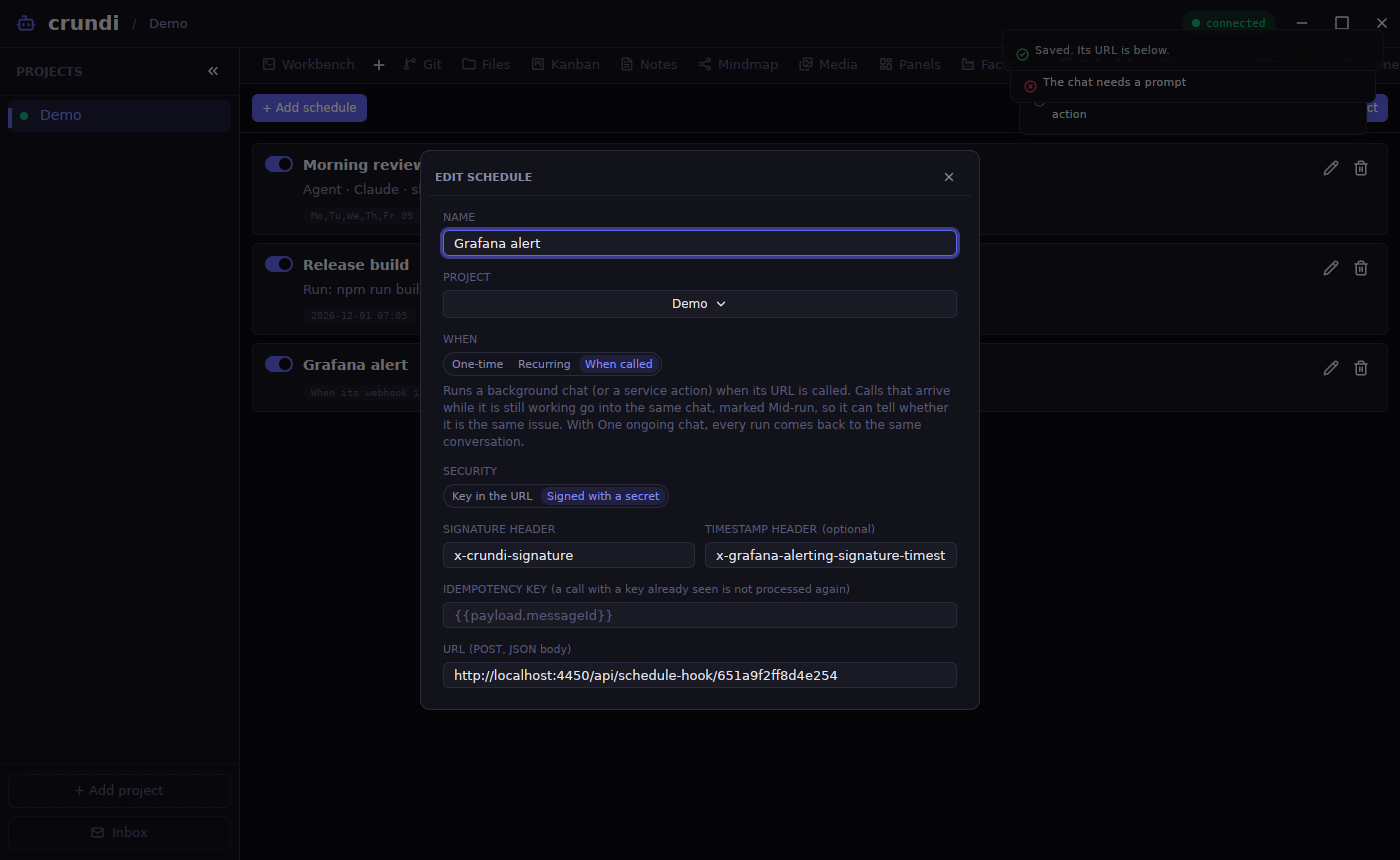 crundi / Demo
connected
PROJECTS
Workbench
Git
Files
Kanban
Notes
Mindmap
Media
Panels
Saved. Its URL is below.
The chat needs a prompt
action
Demo
+ Add schedule
Morning review
Agent · Claude ·
Mo,Tu,We,Th,Fr 09:
Release build
Run: npm run buil
2026-12-01 07:05
Grafana alert
When its webhook i
EDIT SCHEDULE
NAME
Grafana alert
PROJECT
Demo
WHEN
One-time Recurring When called
Runs a background chat (or a service action) when its URL is called. Calls that arrive
while it is still working go into the same chat, marked Mid-run, so it can tell whether
it is the same issue. With One ongoing chat, every run comes back to the same
conversation.
SECURITY
Key in the URL Signed with a secret
SIGNATURE HEADER
x-crundi-signature
TIMESTAMP HEADER (optional)
x-grafana-alerting-signature-timest
IDEMPOTENCY KEY (a call with a key already seen is not processed again)
{{payload.messageId}}
URL (POST, JSON body)
http://localhost:4450/api/schedule-hook/651a9f2ff8d4e254
+ Add project
Inbox